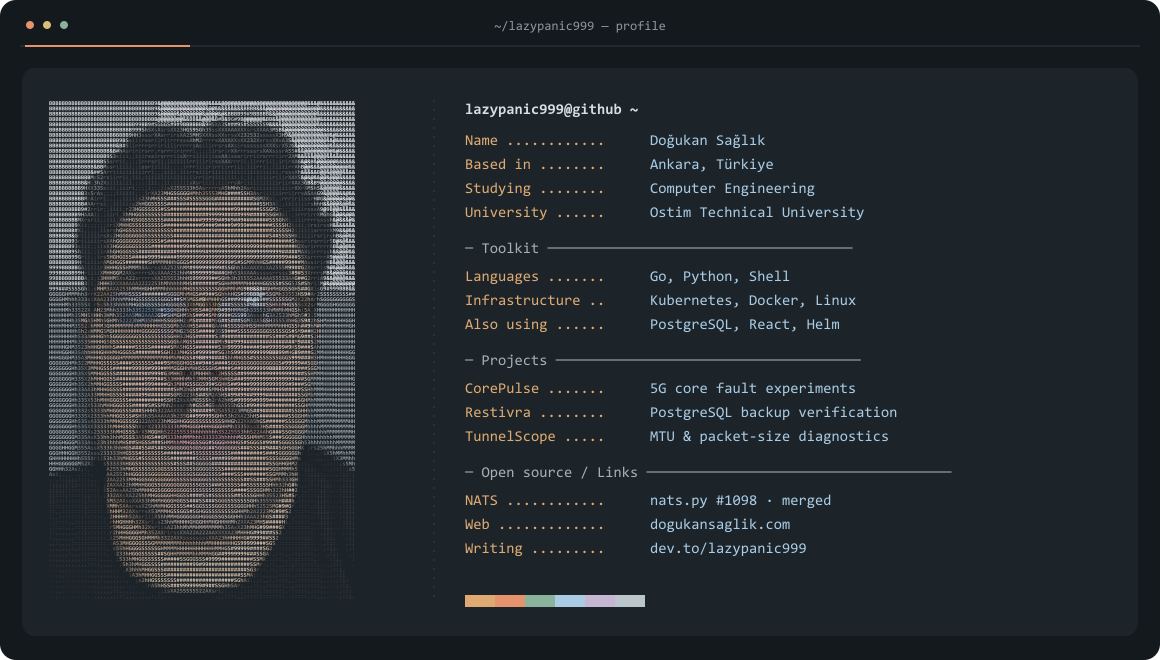 ~/lazypanic999 — profile
lazypanic999@github ~
Name ............ Doğukan Sağlık
Based in ........ Ankara, Türkiye
Studying ........ Computer Engineering
University ...... Ostim Technical University
— Toolkit
Languages ....... Go, Python, Shell
Infrastructure .. Kubernetes, Docker, Linux
Also using ...... PostgreSQL, React, Helm
— Projects
CorePulse ....... 5G core fault experiments
Restivra ........ PostgreSQL backup verification
TunnelScope ..... MTU & packet-size diagnostics
— Open source / Links
NATS ............ nats.py #1098 · merged
Web ............. dogukansaglik.com
Writing ......... dev.to/lazypanic999